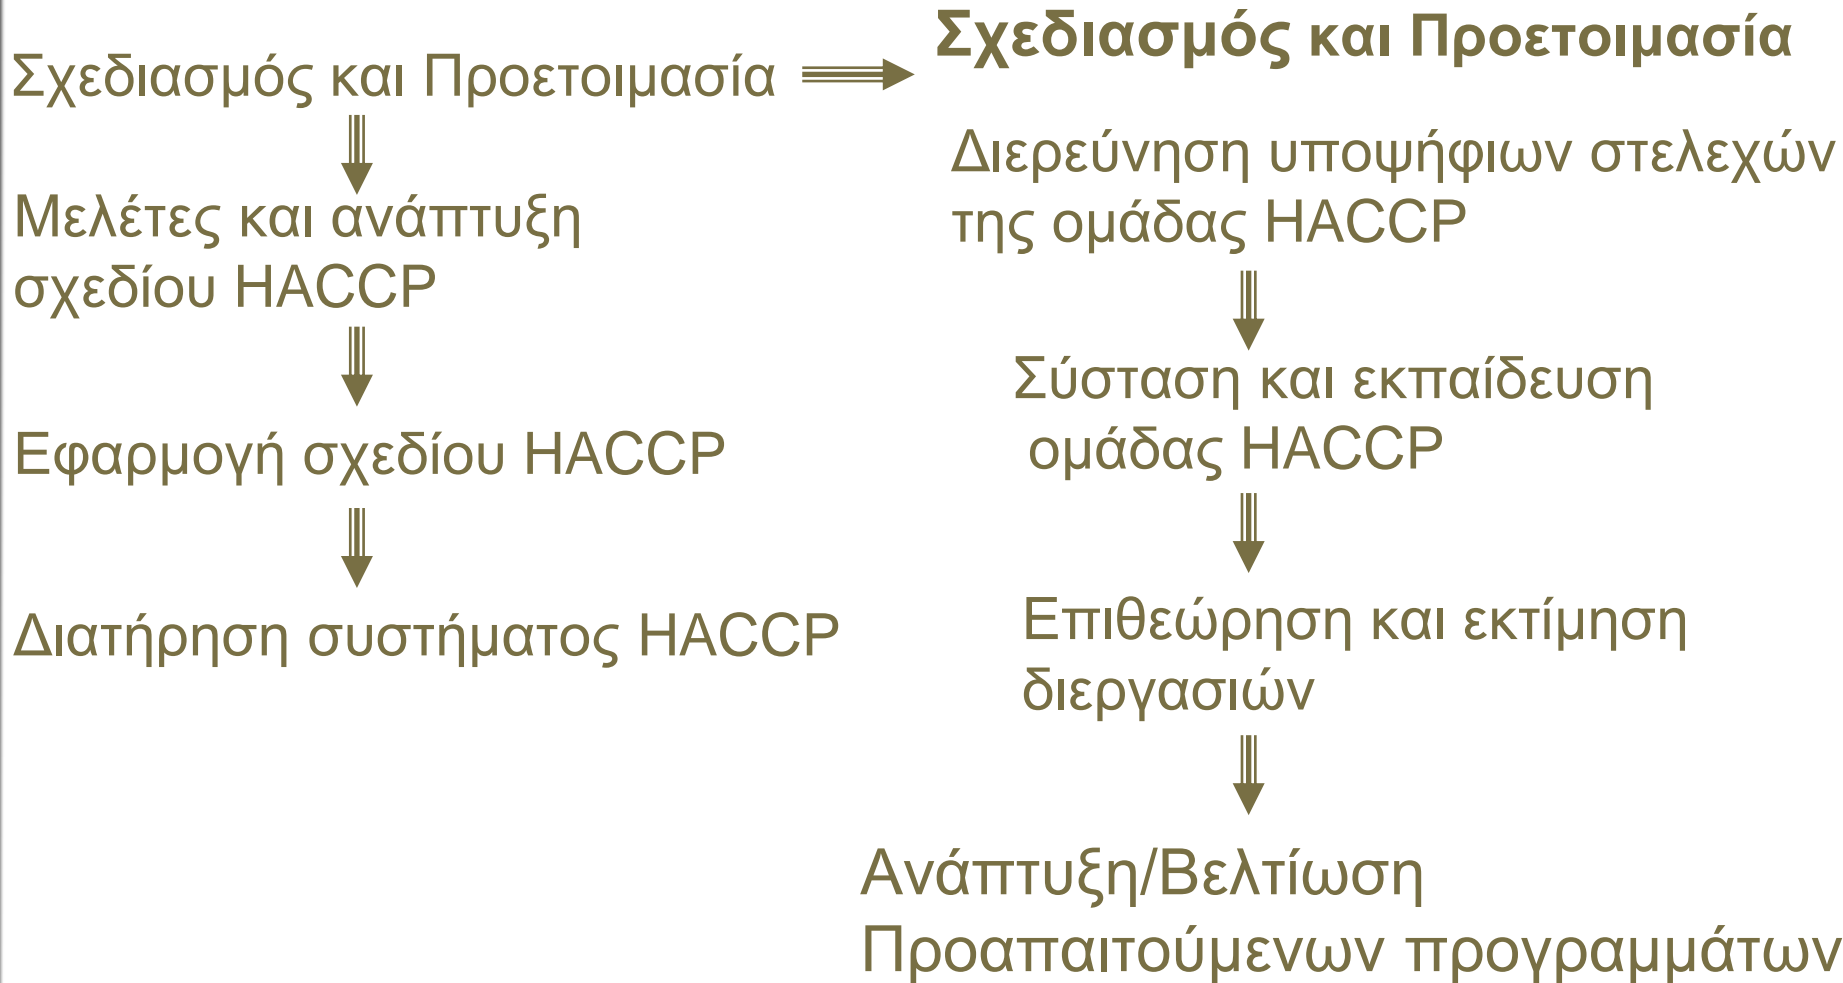 Σχεδιασμός και Προετοιμασία
Μελέτες και ανάπτυξη
σχεδίου HACCP
Εφαρμογή σχεδίου HACCP
Διατήρηση συστήματος HACCP
Σχεδιασμός και Προετοιμασία
Διερεύνηση υποψήφιων στελεχών
της ομάδας HACCP
Σύσταση και εκπαίδευση
ομάδας HACCP
Επιθεώρηση και εκτίμηση
διεργασιών
Ανάπτυξη/Βελτίωση
Προαπαιτούμενων προγραμμάτων